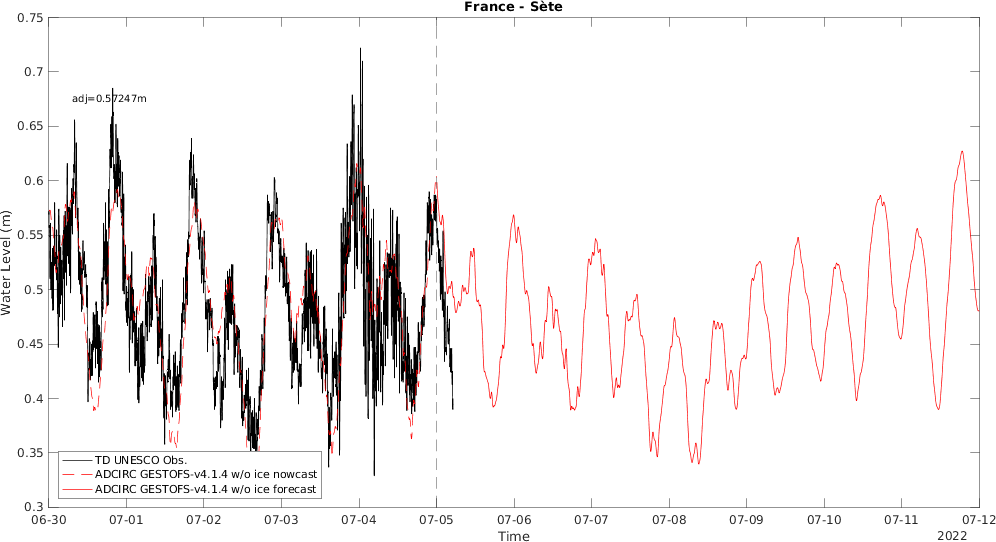 France - Sète
0.75
0.7
0.65
0.6
0.55
0.5
0.45
0.4
0.35
0.3
Water Level (m)
adj=0.57247m
TD UNESCO Obs.
ADCIRC GESTOFS-v4.1.4 w/o ice nowcast
ADCIRC GESTOFS-v4.1.4 w/o ice forecast
06-30 07-01 07-02 07-03 07-04 07-05 07-06 07-07 07-08 07-09 07-10 07-11 07-12
Time
2022